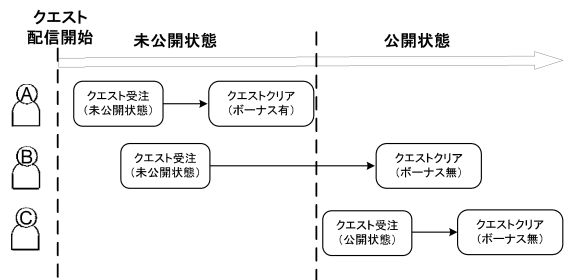 クエスト
配信開始
未公開状態
公開状態
A
クエスト受注
（未公開状態）
クエストクリア
（ボーナス有）
B
クエスト受注
（未公開状態）
クエストクリア
（ボーナス無）
C
クエスト受注
（公開状態）
クエストクリア
（ボーナス無）